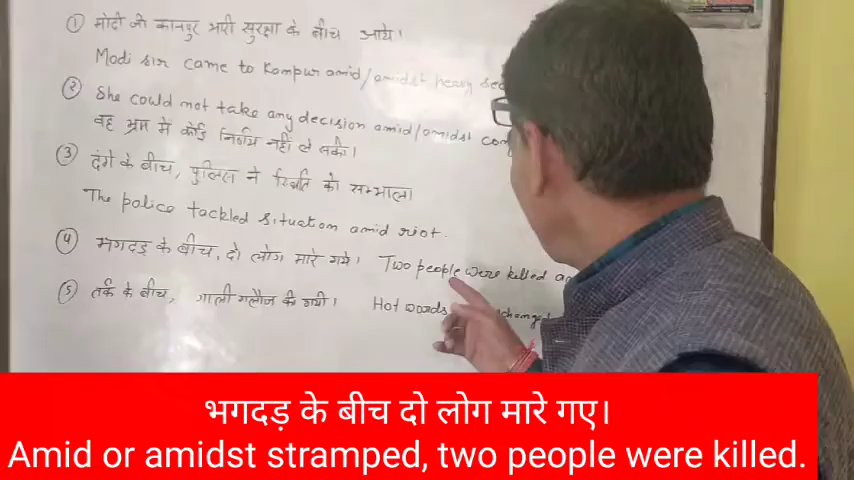 ① मोदी जी कानपुर भारी सुरक्षा के बीच आये।
Modi sir came to Kanpur amid/amidst heavy
② She could not take any decision amid/amidst
वह भ्रम में कोई निर्णय नहीं ले सकी।
③ दंगे के बीच, पुलिस ने स्थिति को सम्भाला
The police tackled situation amid riot.
④ भगदड़ के बीच, दो लोग मारे गये। Two people were killed
⑤ तर्क के बीच, गाली गलौज की गयी। Hot words
भगदड़ के बीच दो लोग मारे गए।
Amid or amidst stramped, two people were killed.